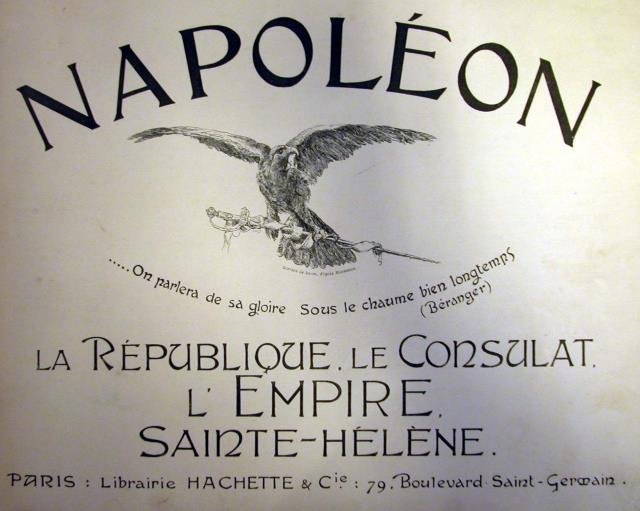 NAPOLÉON
.....On parlera de sa gloire Sous le chaume bien longtemps
(Béranger)
LA RÉPUBLIQUE. LE CONSULAT.
L'EMPIRE.
SAINTE-HÉLÈNE.
PARIS : Librairie HACHETTE & Cie. : 79. Boulevard Saint-Germain.